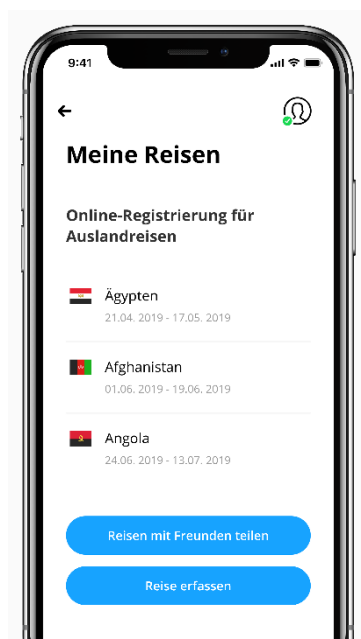 9:41
Meine Reisen
Online-Registrierung für
Auslandreisen
Ägypten
21.04. 2019 - 17.05. 2019
Afghanistan
01.06. 2019 - 19.06. 2019
Angola
24.06. 2019 - 13.07. 2019
Reisen mit Freunden teilen
Reise erfassen